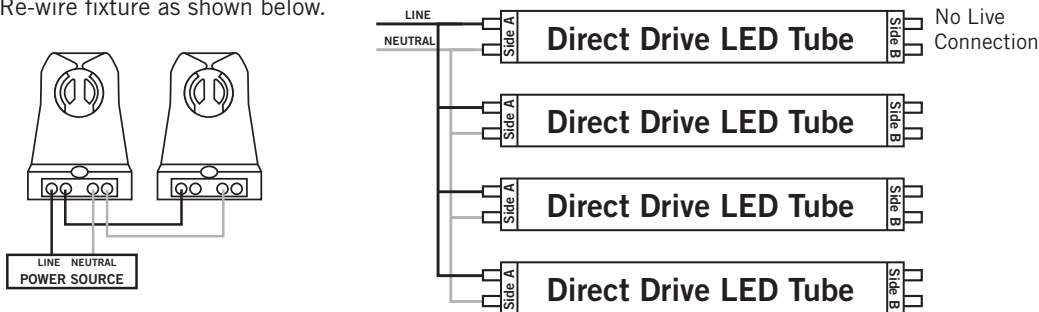 Re-wire fixture as shown below.
LINE NEUTRAL
POWER SOURCE
LINE
NEUTRAL
Side A
Direct Drive LED Tube
Side B
No Live
Connection
Side A
Direct Drive LED Tube
Side B
Side A
Direct Drive LED Tube
Side B
Side A
Direct Drive LED Tube
Side B